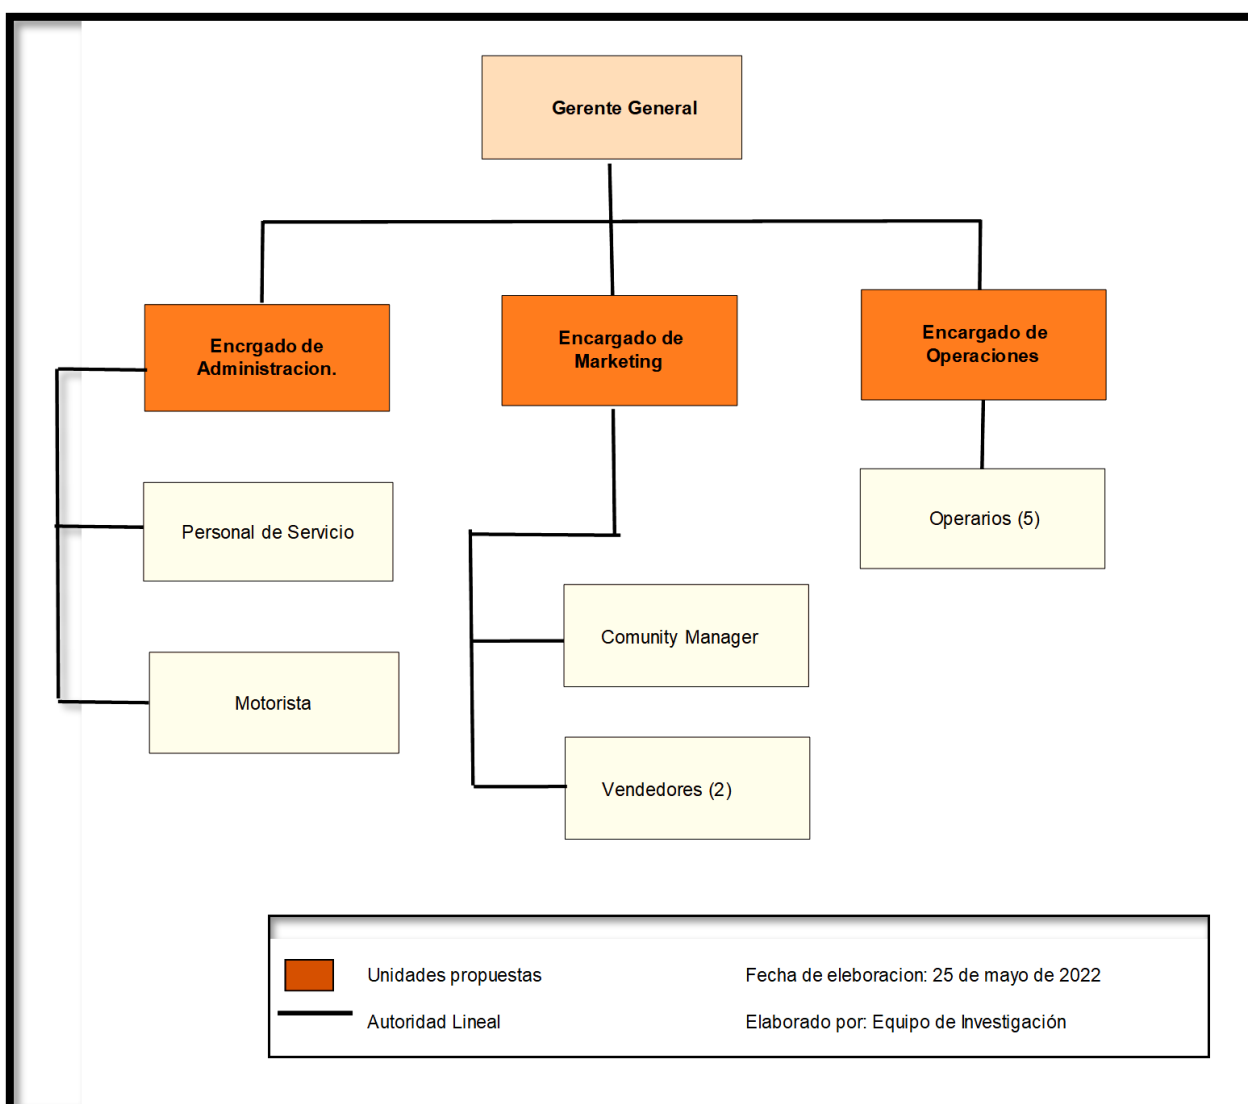 Gerente General
Encrgado de
Administracion.
Encargado de
Marketing
Encargado de
Operaciones
Personal de Servicio
Operarios (5)
Comunity Manager
Motorista
Vendedores (2)
Unidades propuestas
Fecha de eleboracion: 25 de mayo de 2022
Autoridad Lineal
Elaborado por: Equipo de Investigación